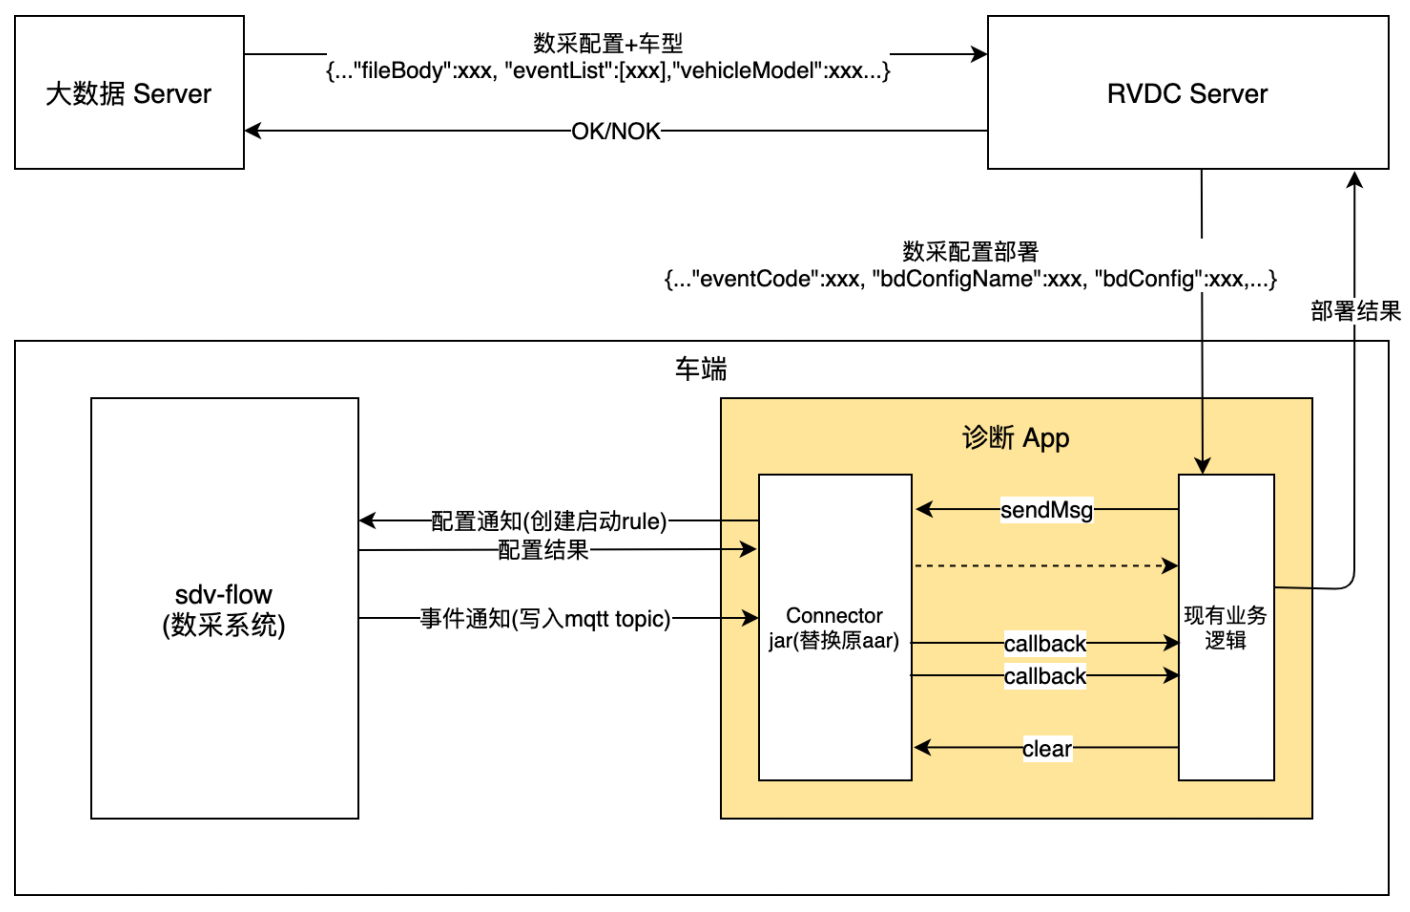 大数据 Server
数采配置+车型
{..."fileBody":xxx, "eventList":[xxx],"vehicleModel":xxx...}
OK/NOK
RVDC Server
数采配置部署
{..."eventCode":xxx, "bdConfigName":xxx, "bdConfig":xxx,...}
部署结果
车端
诊断 App
sdv-flow
(数采系统)
配置通知(创建启动rule)
配置结果
事件通知(写入mqtt topic)
Connector
jar(替换原aar)
sendMsg
callback
callback
clear
现有业务
逻辑